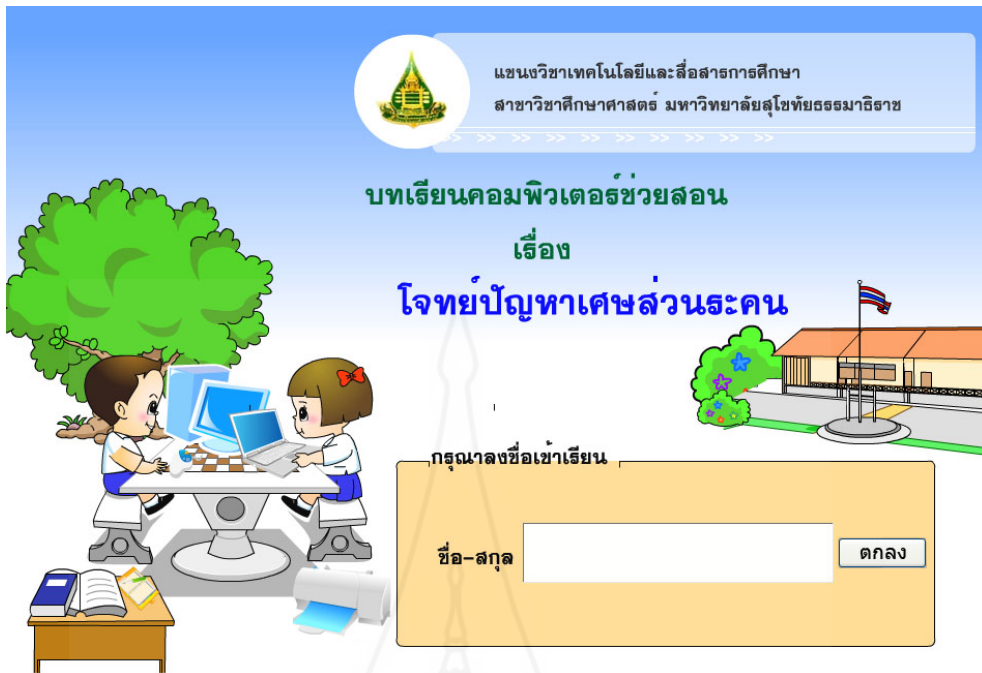 แขนงวิชาเทคโนโลยีและสื่อสารการศึกษา
สาขาวิชาศึกษาศาสตร์ มหาวิทยาลัยสุโขทัยธรรมาธิราช
>> >> >> >> >> >> >> >> >> >>
บทเรียนคอมพิวเตอร์ช่วยสอน
เรื่อง
โจทย์ปัญหาเศษส่วนระคน
กรุณาลงชื่อเข้าเรียน
ชื่อ-สกุล
ตกลง